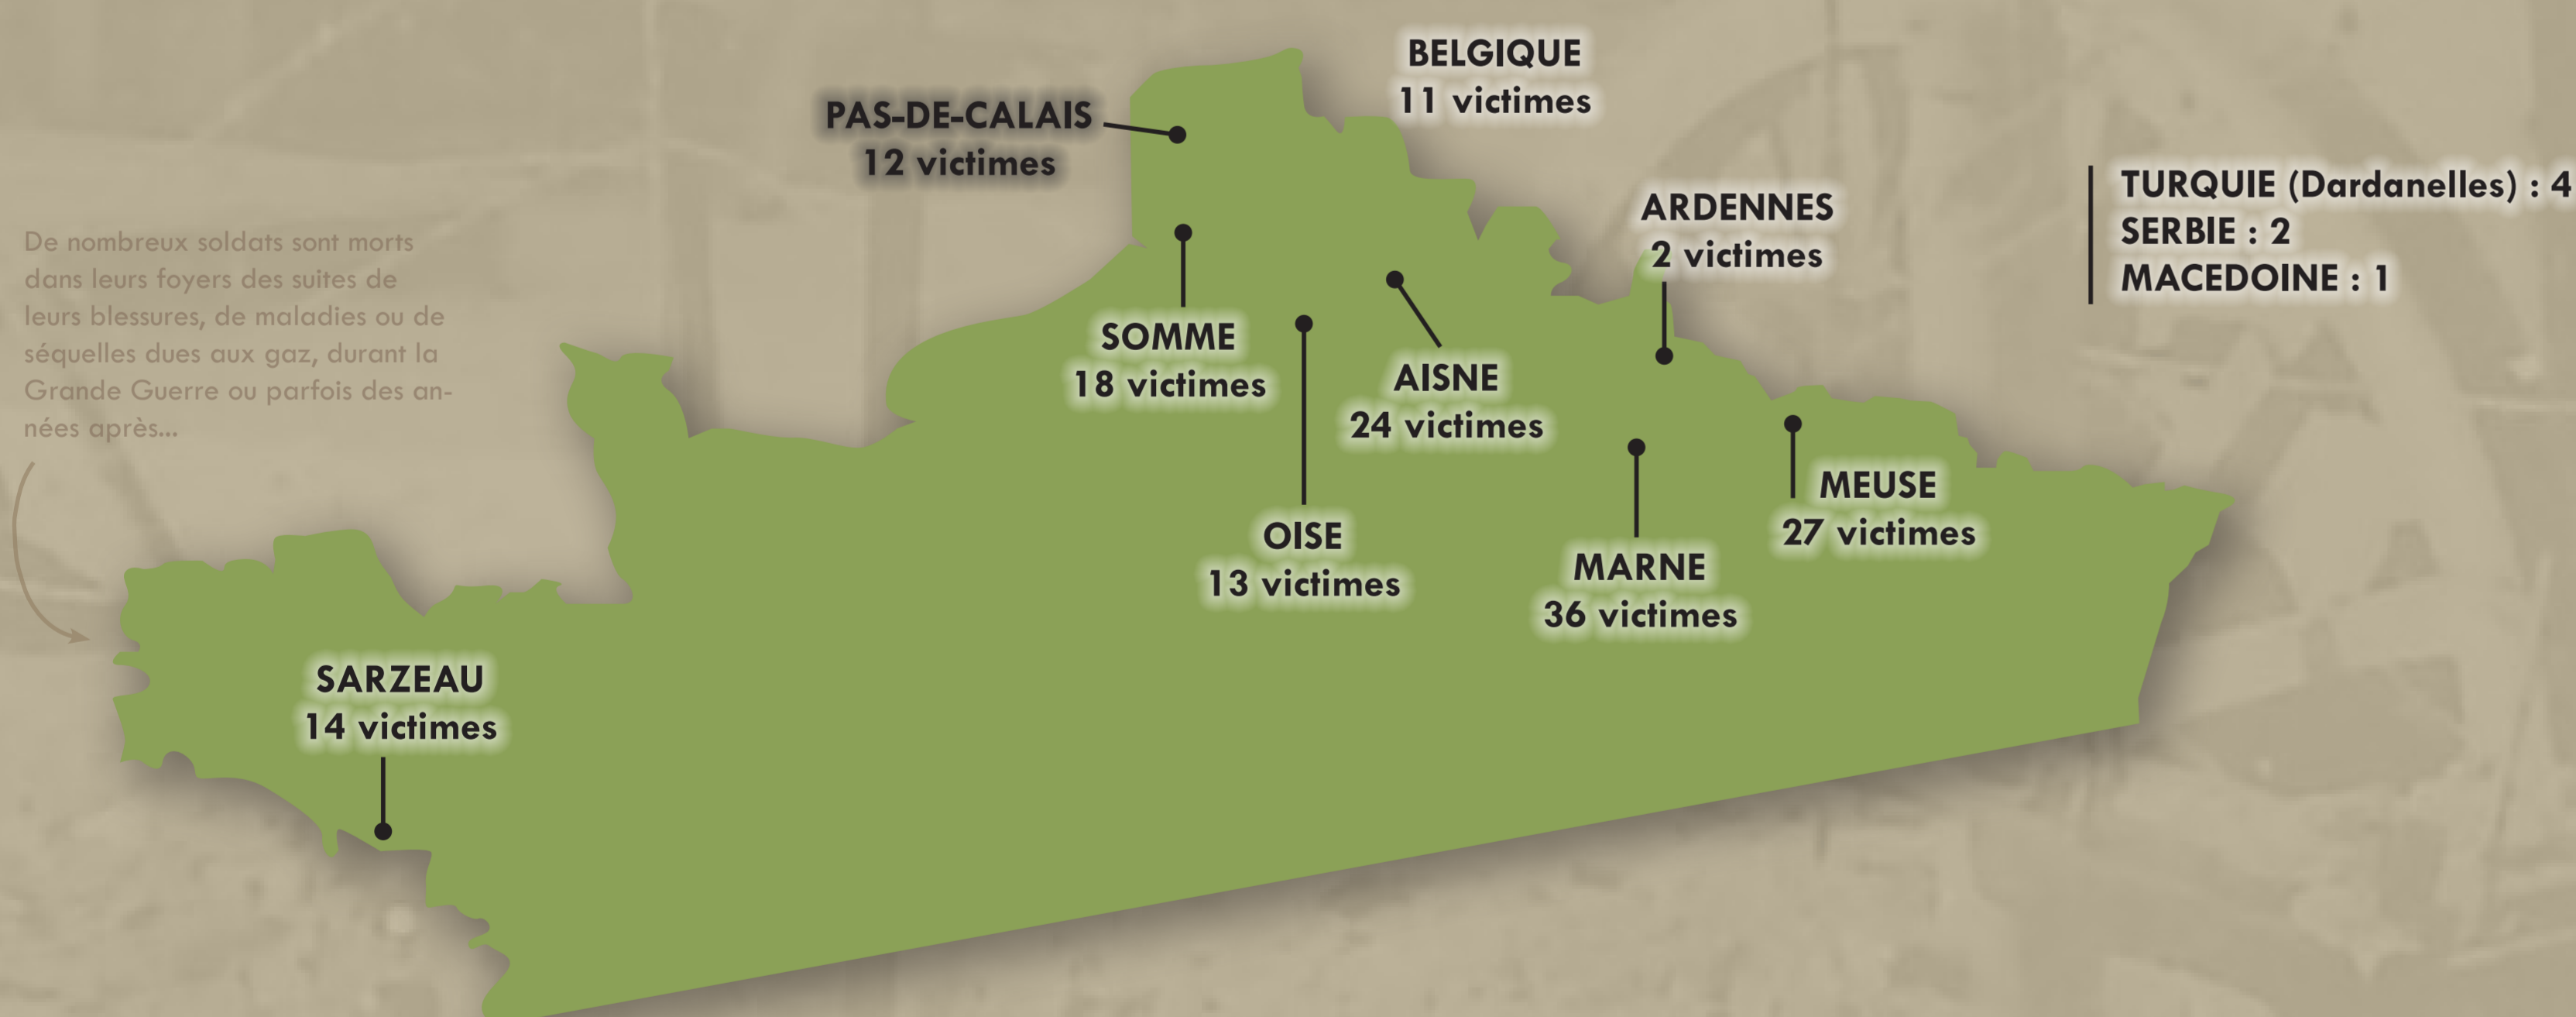 BELGIQUE
11 victimes
PAS-DE-CALAIS
12 victimes
TURQUIE (Dardanelles) : 4
SERBIE : 2
MACEDOINE : 1
ARDENNES
2 victimes
De nombreux soldats sont morts
dans leurs foyers des suites de
leurs blessures, de maladies ou de
séquelles dues aux gaz, durant la
Grande Guerre ou parfois des an-
nées après...
SOMME
18 victimes
AISNE
24 victimes
MEUSE
27 victimes
OISE
13 victimes
MARNE
36 victimes
SARZEAU
14 victimes